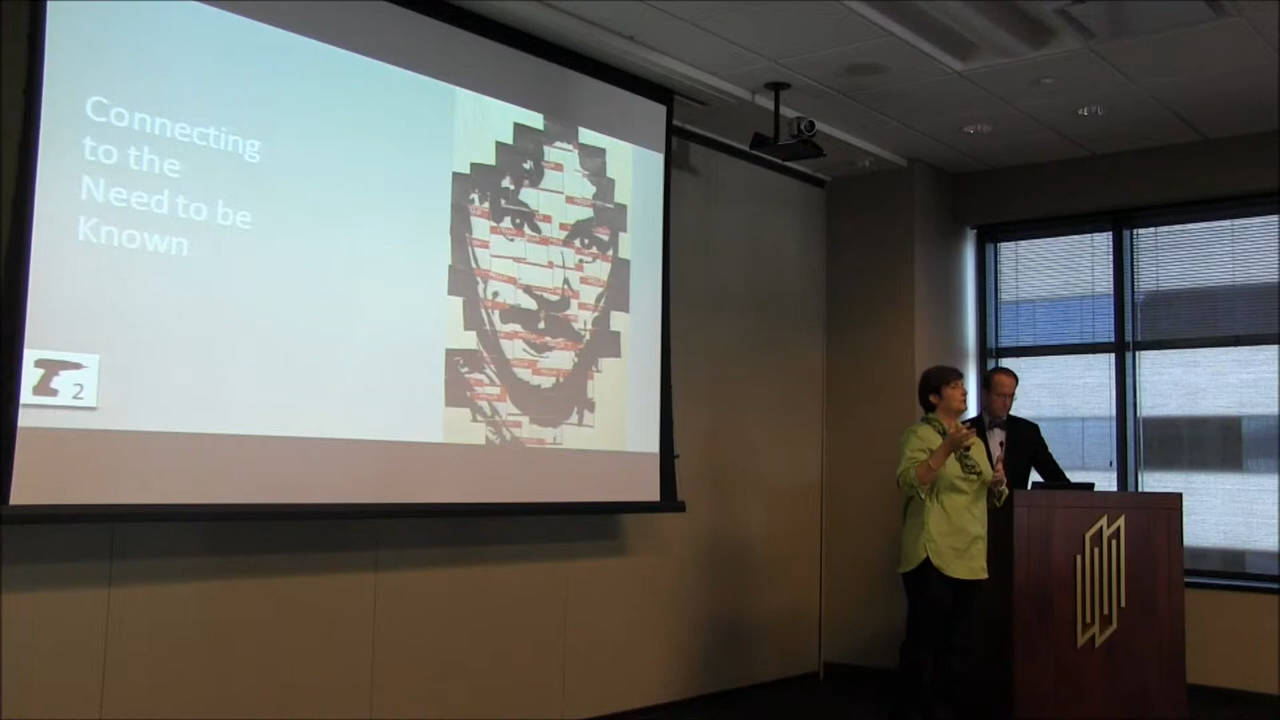 Connecting
to the
Need to be
Known
2